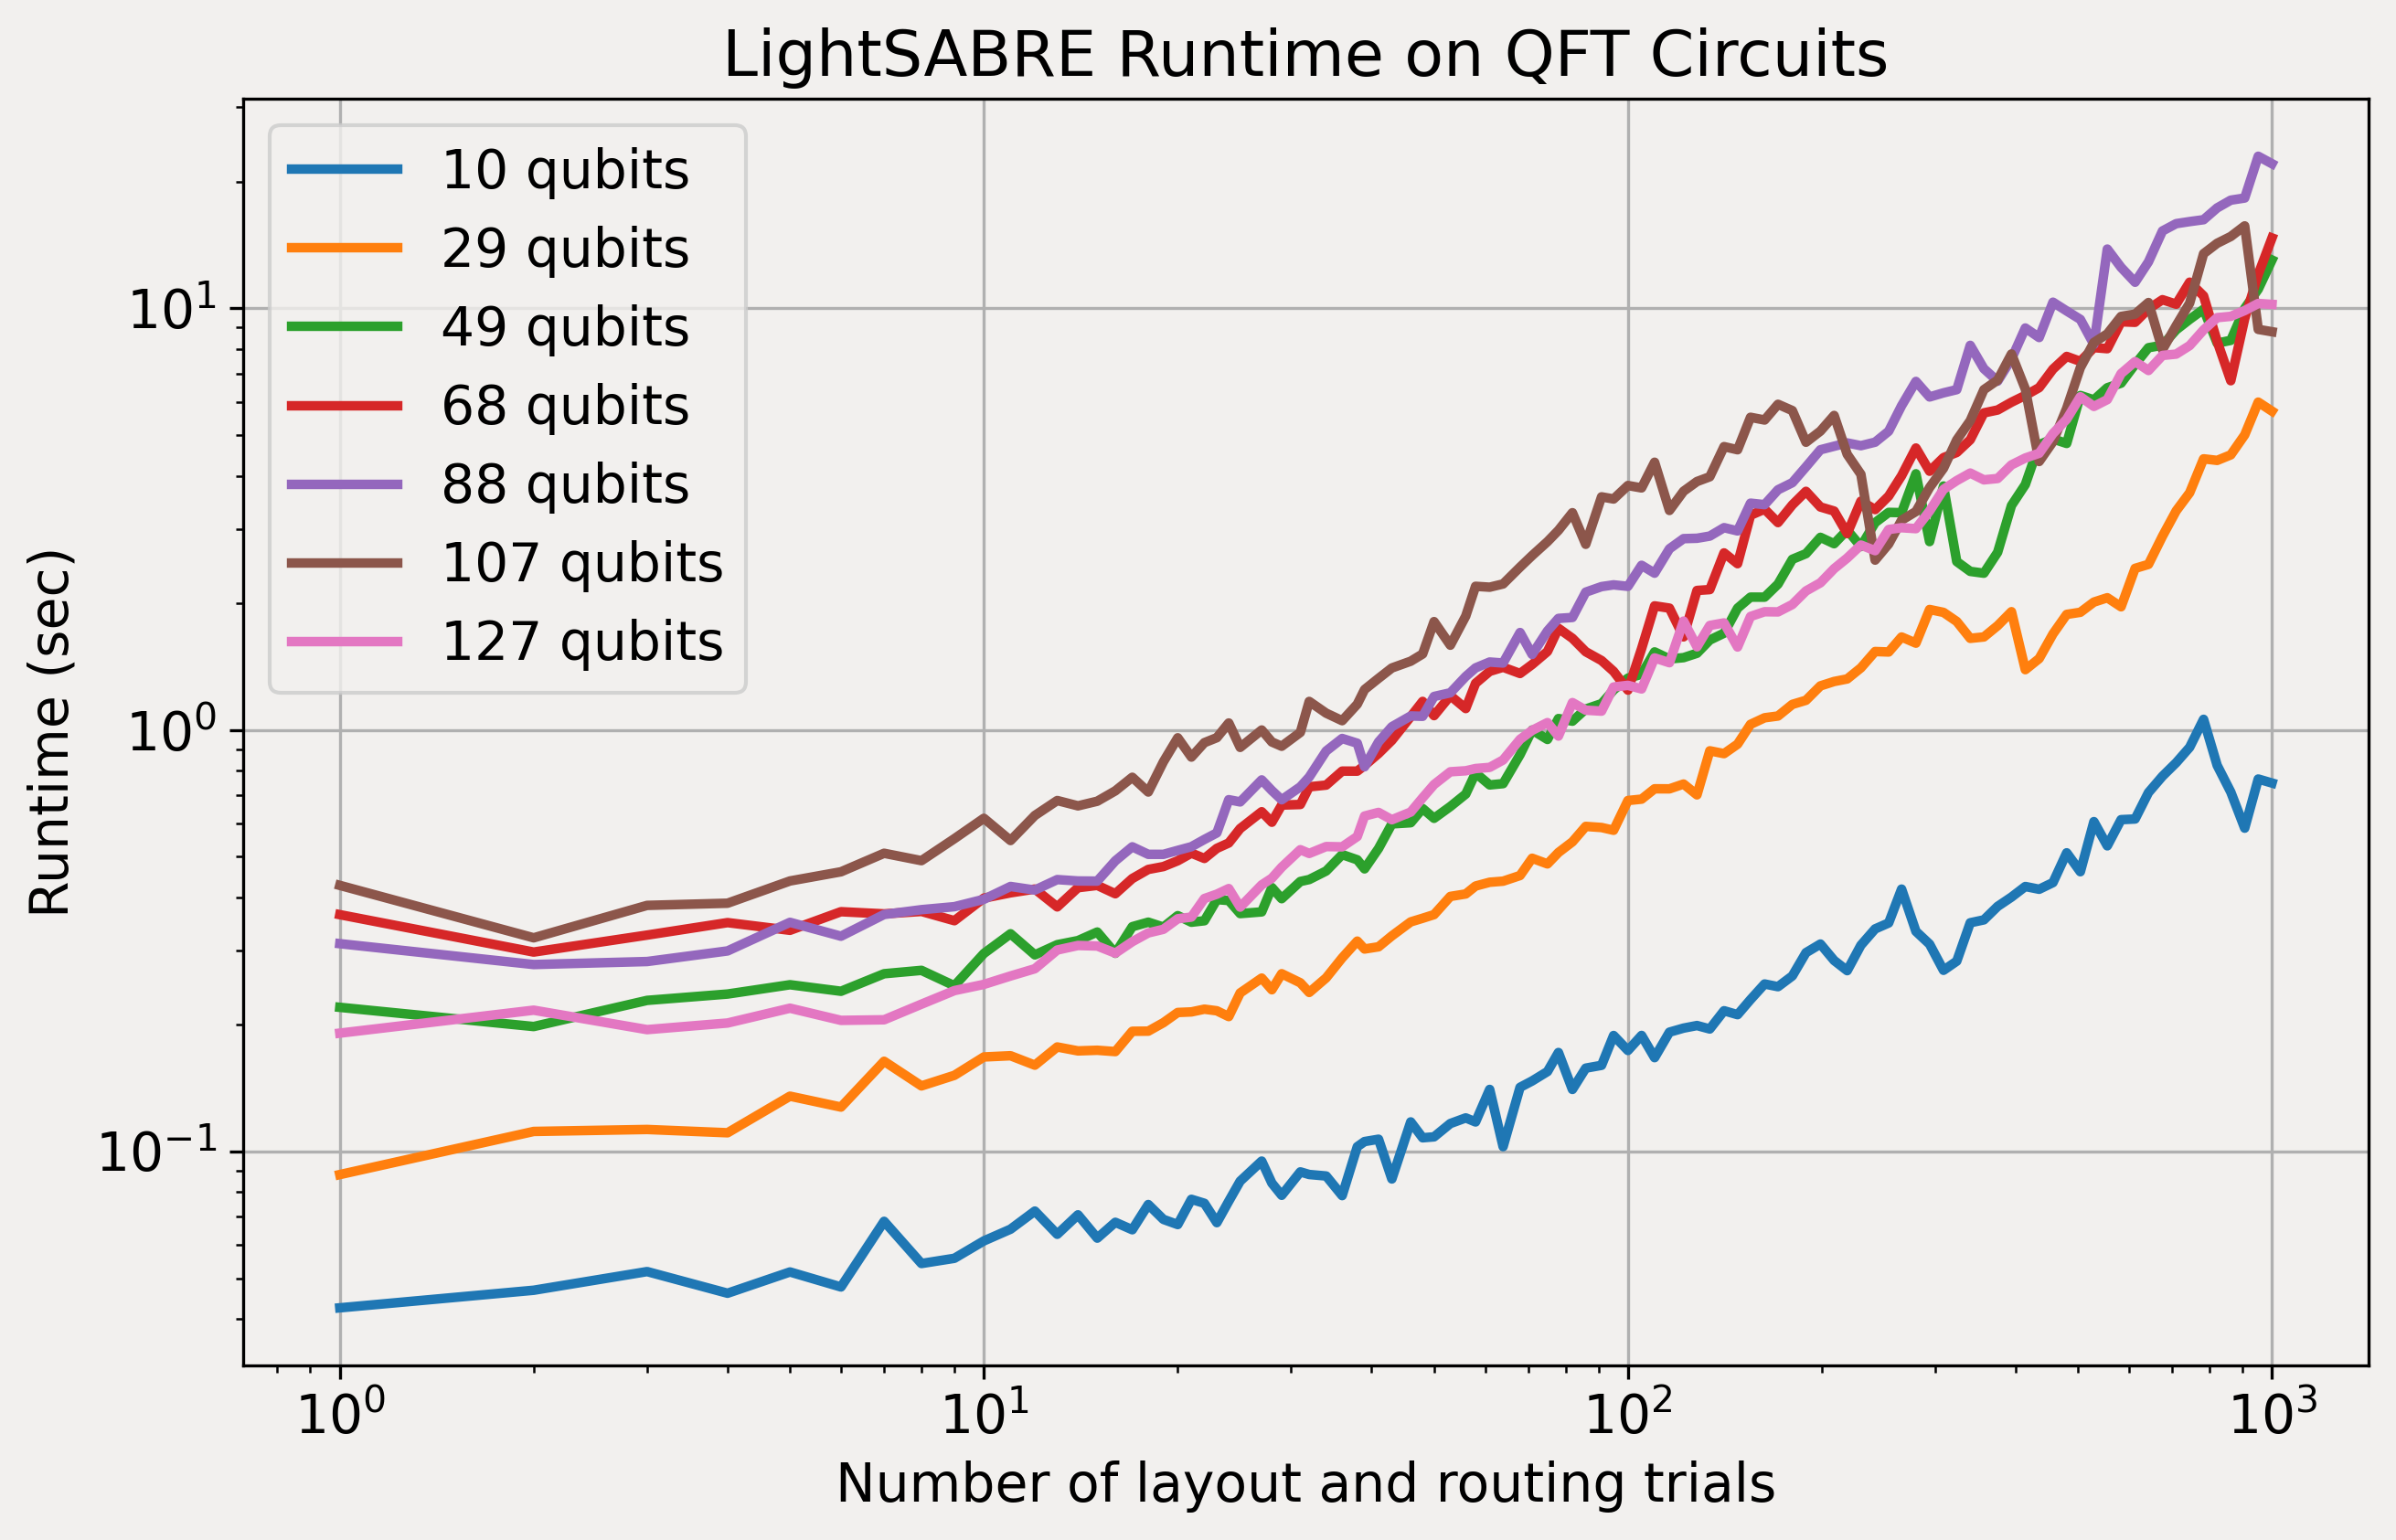 LightSABRE Runtime on QFT Circuits
10 qubits
29 qubits
49 qubits
68 qubits
88 qubits
107 qubits
127 qubits
Runtime (sec)
10¹
10⁰
10⁻¹
10⁰ 10¹ 10² 10³
Number of layout and routing trials